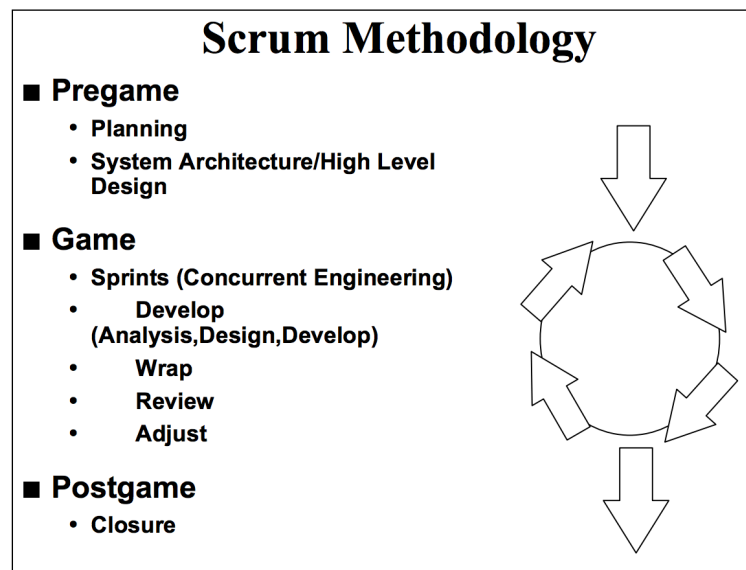 Scrum Methodology
■ Pregame
• Planning
• System Architecture/High Level
Design
■ Game
• Sprints (Concurrent Engineering)
• Develop
(Analysis,Design,Develop)
• Wrap
• Review
• Adjust
■ Postgame
• Closure